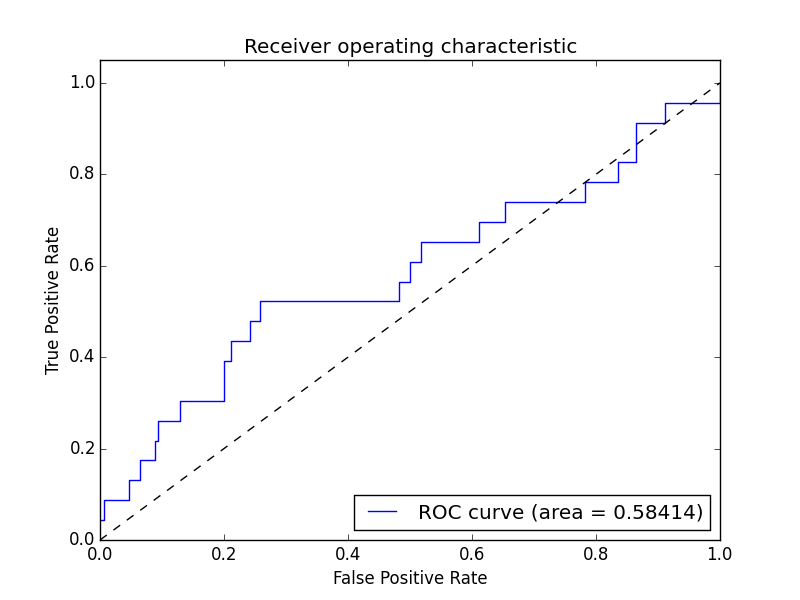 Receiver operating characteristic
1.0
0.8
0.6
0.4
0.2
0.0
True Positive Rate
ROC curve (area = 0.58414)
0.0 0.2 0.4 0.6 0.8 1.0
False Positive Rate